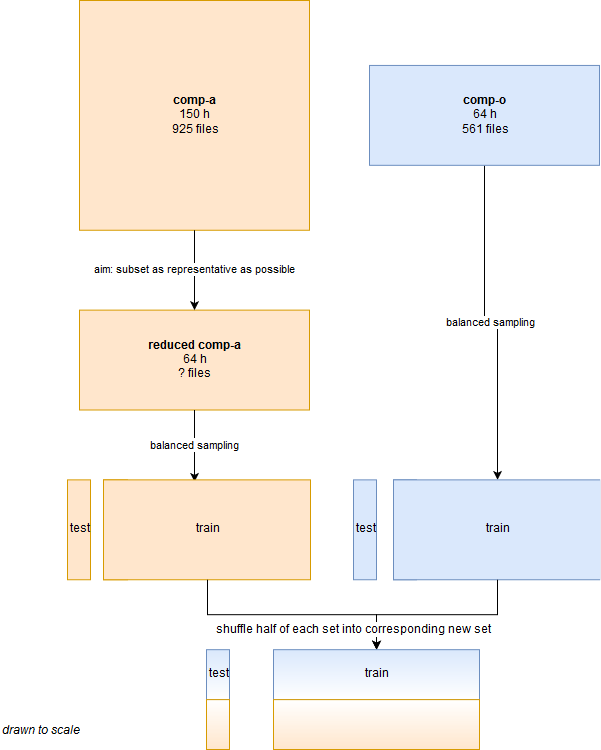 comp-a
150 h
925 files
comp-o
64 h
561 files
aim: subset as representative as possible
balanced sampling
reduced comp-a
64 h
? files
balanced sampling
test
train
test
train
shuffle half of each set into corresponding new set
test
train
drawn to scale